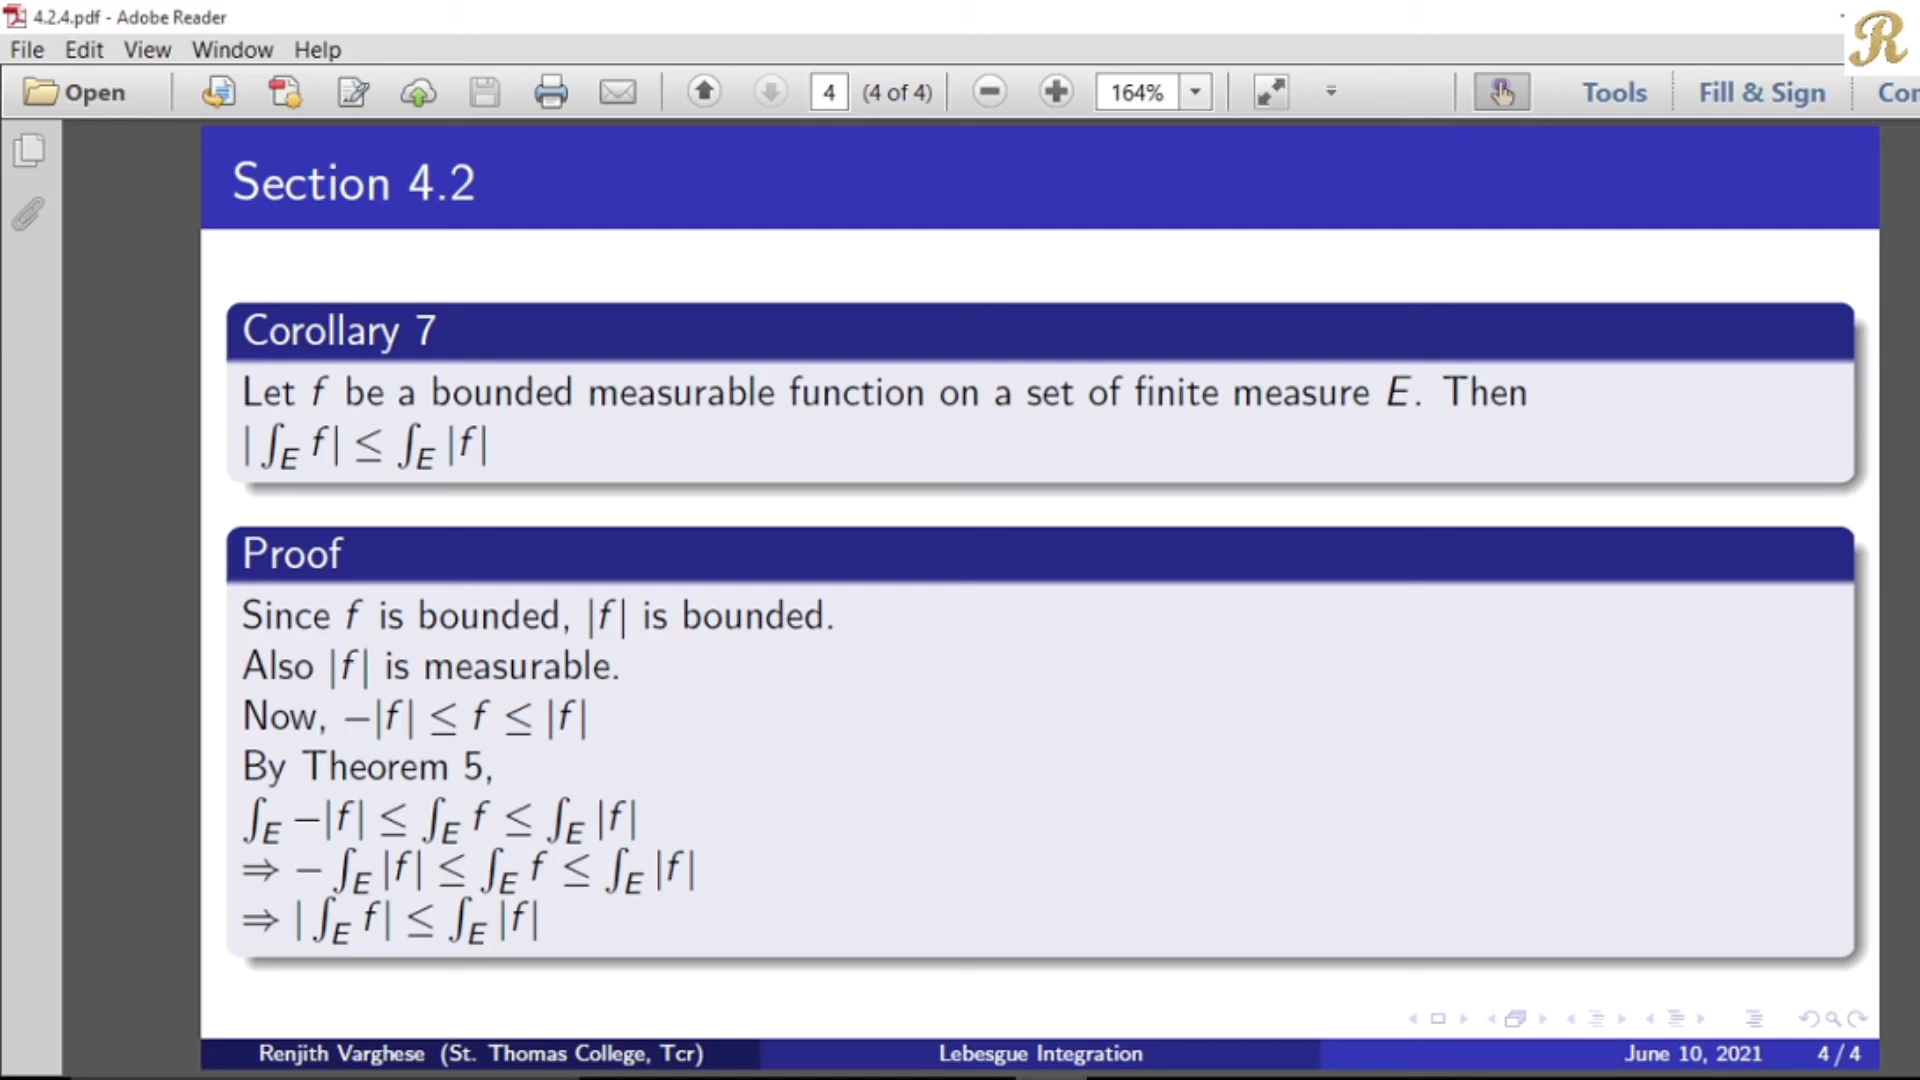 4.2.4.pdf - Adobe Reader
R
File Edit View Window Help
Open 4 (4 of 4) 164% Tools Fill & Sign
Section 4.2
Corollary 7
Let f be a bounded measurable function on a set of finite measure E. Then
|∫_E f| ≤ ∫_E |f|
Proof
Since f is bounded, |f| is bounded.
Also |f| is measurable.
Now, −|f| ≤ f ≤ |f|
By Theorem 5,
∫_E −|f| ≤ ∫_E f ≤ ∫_E |f|
⇒ − ∫_E |f| ≤ ∫_E f ≤ ∫_E |f|
⇒ | ∫_E f| ≤ ∫_E |f|
Renjith Varghese (St. Thomas College, Tcr) Lebesgue Integration June 10, 2021 4 / 4